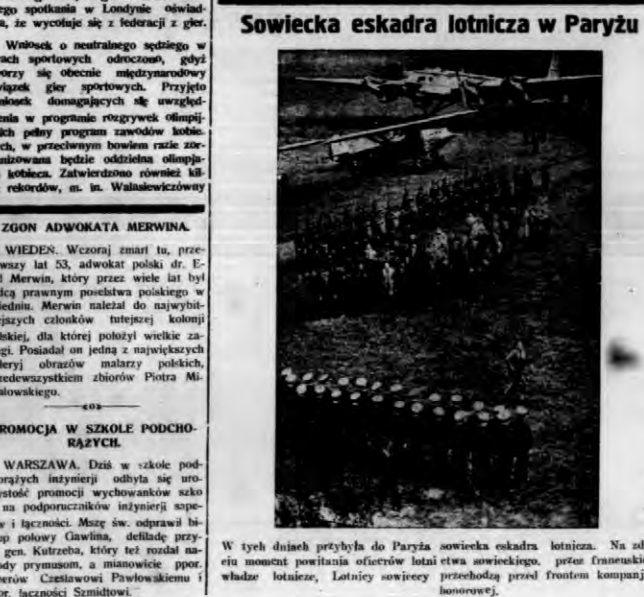 ego spotkania w Londynie oświad-
a, że wycofuje się z federacji z gier.
Wniosek o neutralnego sędziego w
ach sportowych odroczono, gdyż
orzy się obecnie międzynarodowy
wiązek gier sportowych. Przyjęto
niosek domagających się uwzględ-
enia w programie rozgrywek olimpij-
ich pełny program zawodów kobie-
ch, w przeciwnym bowiem razie zor-
nizowana będzie oddzielna olimpja-
kobieca. Zatwierdzono również kil-
rekordów, m. in. Walasiewiczówny
ZGON ADWOKATA MERWINA.
WIEDEŃ. Wczoraj zmarł tu, prze-
wszy lat 53, adwokat polski dr. E-
l Merwin, który przez wiele lat był
dcą prawnym poselstwa polskiego w
iedniu. Merwin należał do najwybit-
ejszych członków tutejszej kolonji
lskiej, dla której położył wielkie za-
gi. Posiadał on jedną z największych
leryj obrazów malarzy polskich,
zedewszystkiem zbiorów Piotra Mi-
ałowskiego.
ROMOCJA W SZKOLE PODCHO-
RĄŻYCH.
WARSZAWA. Dziś w szkole pod-
orążych inżynierji odbyła się uro-
ystość promocji wychowanków szko
na podporuczników inżynierji sape-
w i łączności. Mszę św. odprawił bi-
op polowy Gawlina, defiladę przy-
gen. Kutrzeba, który też rozdał na-
ody prymusom, a mianowicie ppor.
erów Czesławowi Pawłowskiemu i
or. łączności Szmidtowi.
Sowiecka eskadra lotnicza w Paryżu
W tych dniach przybyła do Paryża sowiecka eskadra lotnicza. Na zd
ciu moment powitania oficerów lotnictwa sowieckiego, przez francuskie
władze lotnicze, Lotnicy sowieccy przechodzą przed frontem kompanj
honorowej.